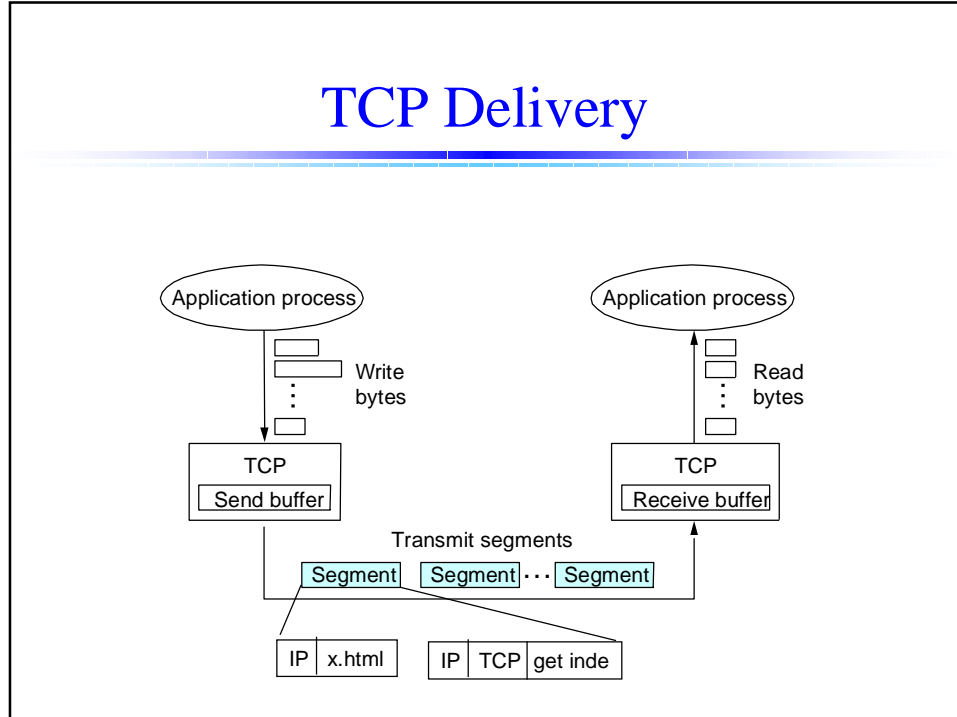 TCP Delivery
Application process
Application process
Write
bytes
Read
bytes
TCP
Send buffer
TCP
Receive buffer
Transmit segments
Segment
Segment
Segment
IP
x.html
IP
TCP
get inde